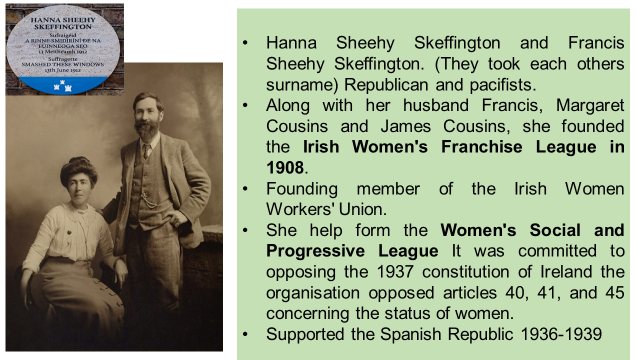 HANNA SHEEHY
SKEFFINGTON
Sufraigéid
A RINNE SMIDIRÍNÍ DE NA
FUINNEOGA SEO
13 Meitheamh 1912
Suffragette
SMASHED THESE WINDOWS
13th June 1912
• Hanna Sheehy Skeffington and Francis
Sheehy Skeffington. (They took each others
surname) Republican and pacifists.
• Along with her husband Francis, Margaret
Cousins and James Cousins, she founded
the Irish Women's Franchise League in
1908.
• Founding member of the Irish Women
Workers' Union.
• She help form the Women's Social and
Progressive League It was committed to
opposing the 1937 constitution of Ireland the
organisation opposed articles 40, 41, and 45
concerning the status of women.
• Supported the Spanish Republic 1936-1939